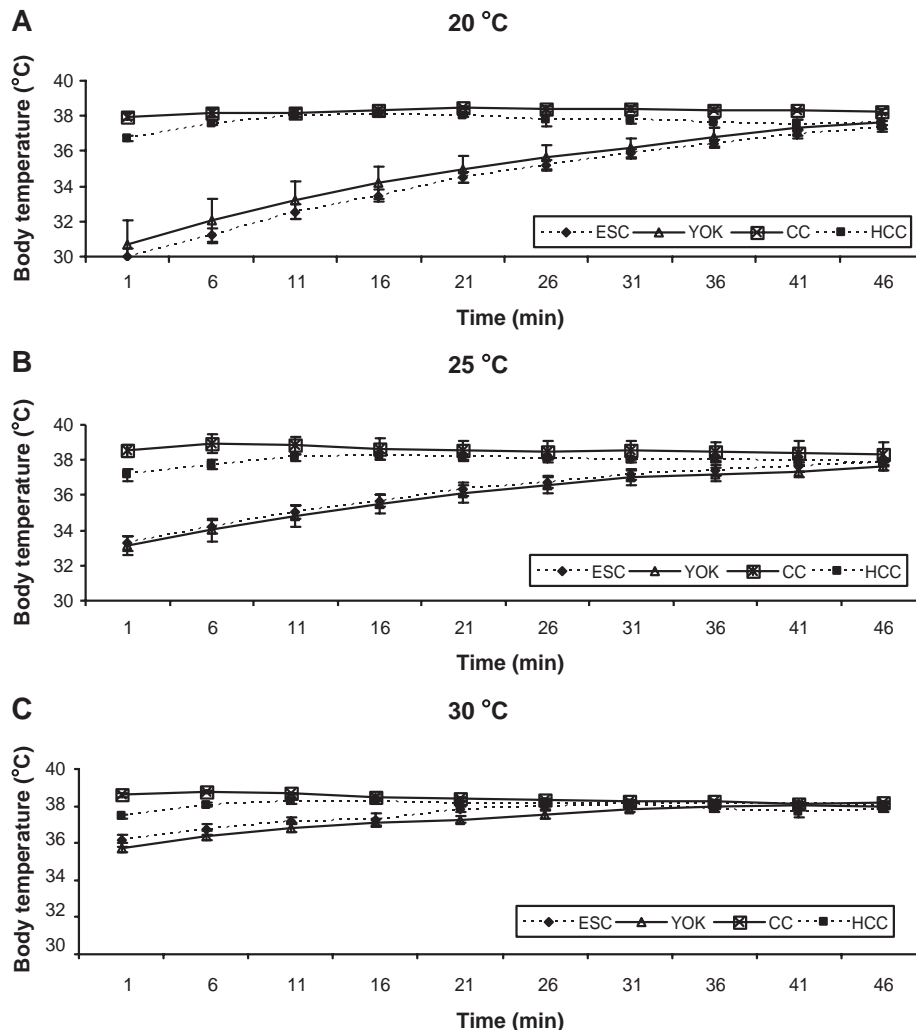 A
20 °C
Body temperature (°C)
40
38
36
34
32
30
ESC YOK CC HCC
1 6 11 16 21 26 31 36 41 46
Time (min)
B
25 °C
Body temperature (°C)
40
38
36
34
32
30
ESC YOK CC HCC
1 6 11 16 21 26 31 36 41 46
Time (min)
C
30 °C
Body temperature (°C)
40
38
36
34
32
30
ESC YOK CC HCC
1 6 11 16 21 26 31 36 41 46
Time (min)